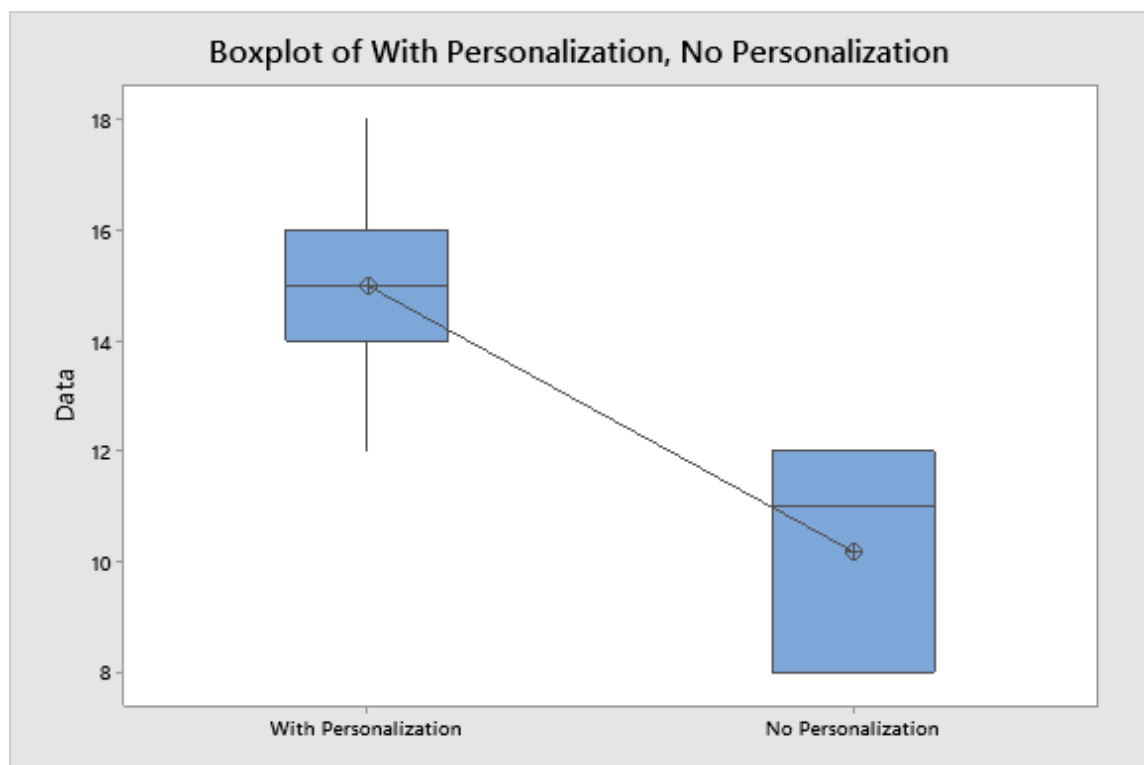 Boxplot of With Personalization, No Personalization
18
16
14
12
10
8
Data
With Personalization No Personalization